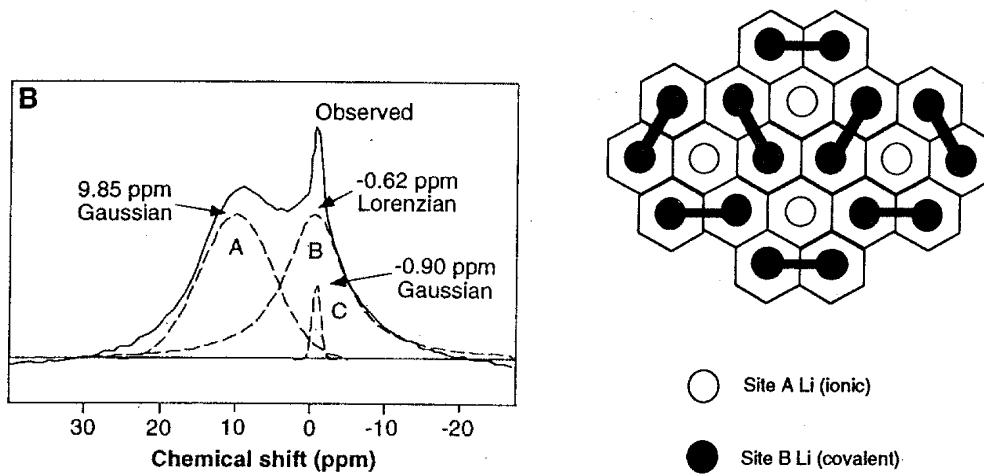 B
Observed
9.85 ppm
Gaussian
-0.62 ppm
Lorenzian
A
B
-0.90 ppm
Gaussian
C
30 20 10 0 -10 -20
Chemical shift (ppm)
Site A Li (ionic)
Site B Li (covalent)